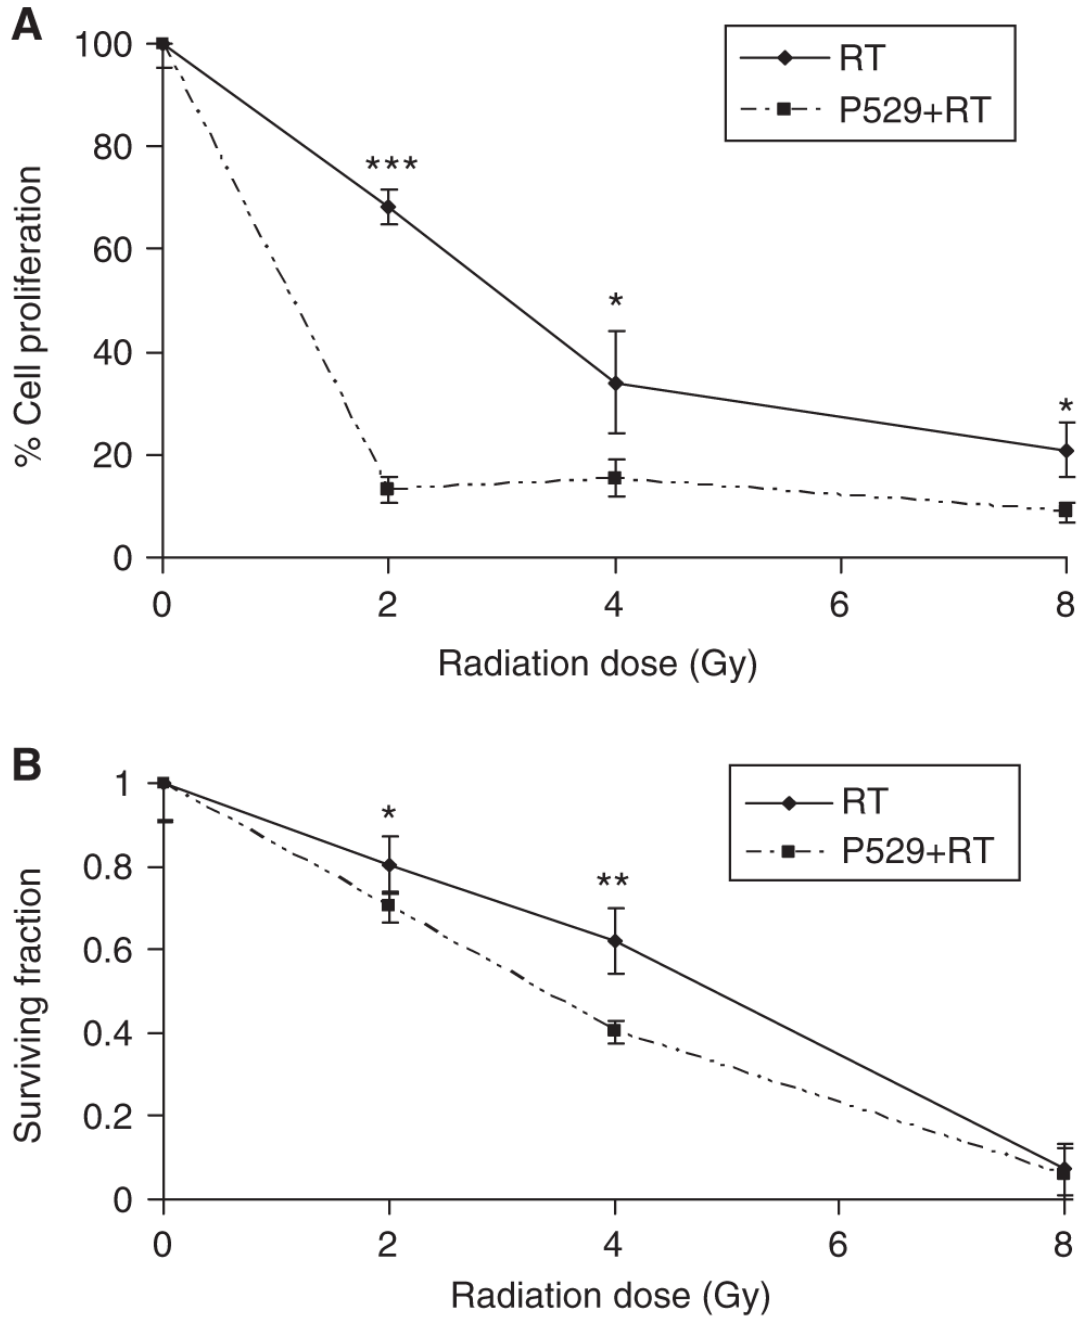 A
100
80
60
40
20
0
% Cell proliferation
RT
P529+RT
***
*
*
0 2 4 6 8
Radiation dose (Gy)
B
1
0.8
0.6
0.4
0.2
0
Surviving fraction
RT
P529+RT
*
**
0 2 4 6 8
Radiation dose (Gy)